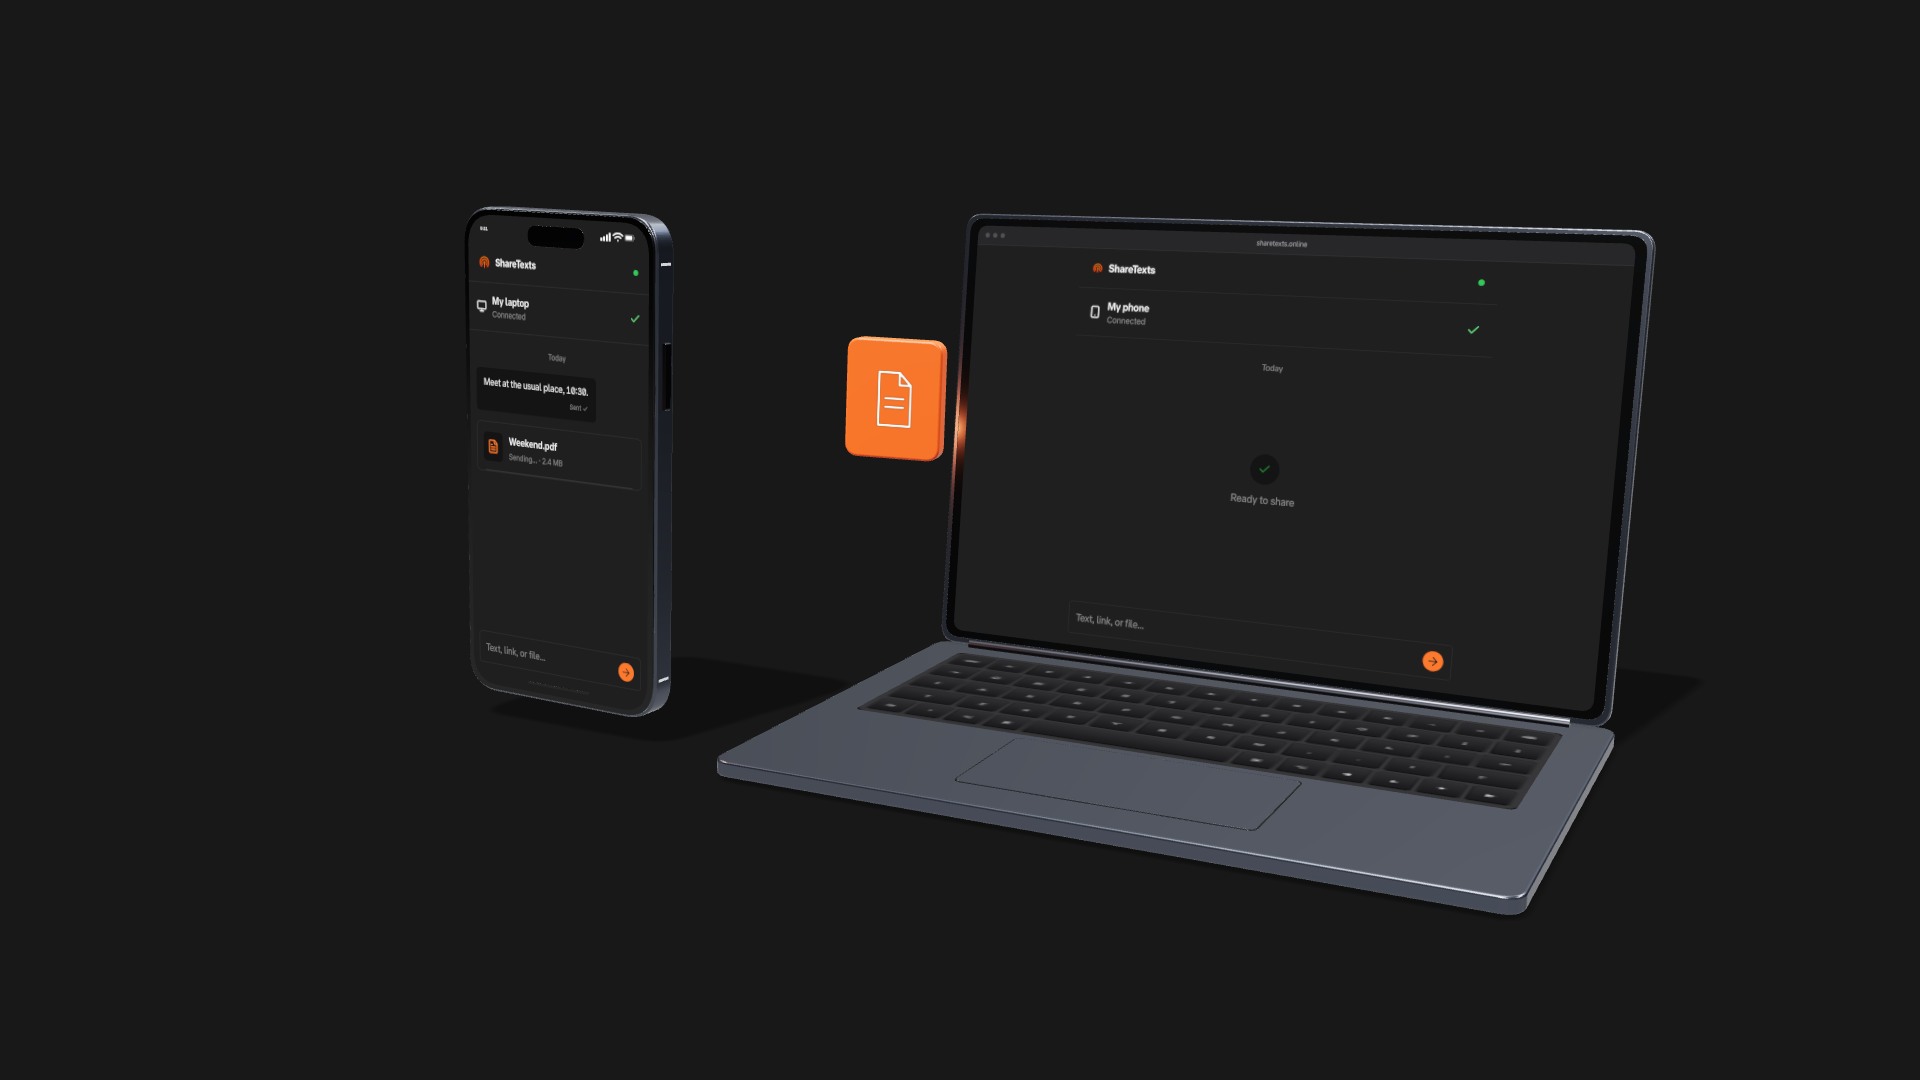 ShareTexts
My laptop
Connected
Today
Meet at the usual place, 10:30.
Sent ✓
Weekend.pdf
Sending... · 2.4 MB
Text, link, or file...
sharetexts.online
ShareTexts
My phone
Connected
Today
Ready to share
Text, link, or file...